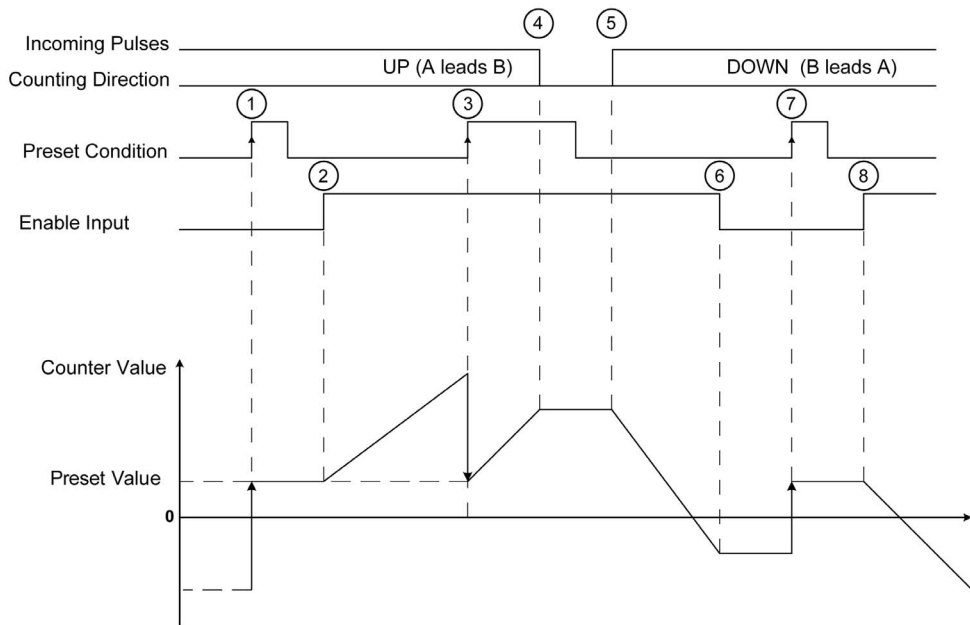 4
5
Incoming Pulses
UP (A leads B)
DOWN (B leads A)
Counting Direction
1
3
7
Preset Condition
2
6
8
Enable Input
Counter Value
Preset Value
0